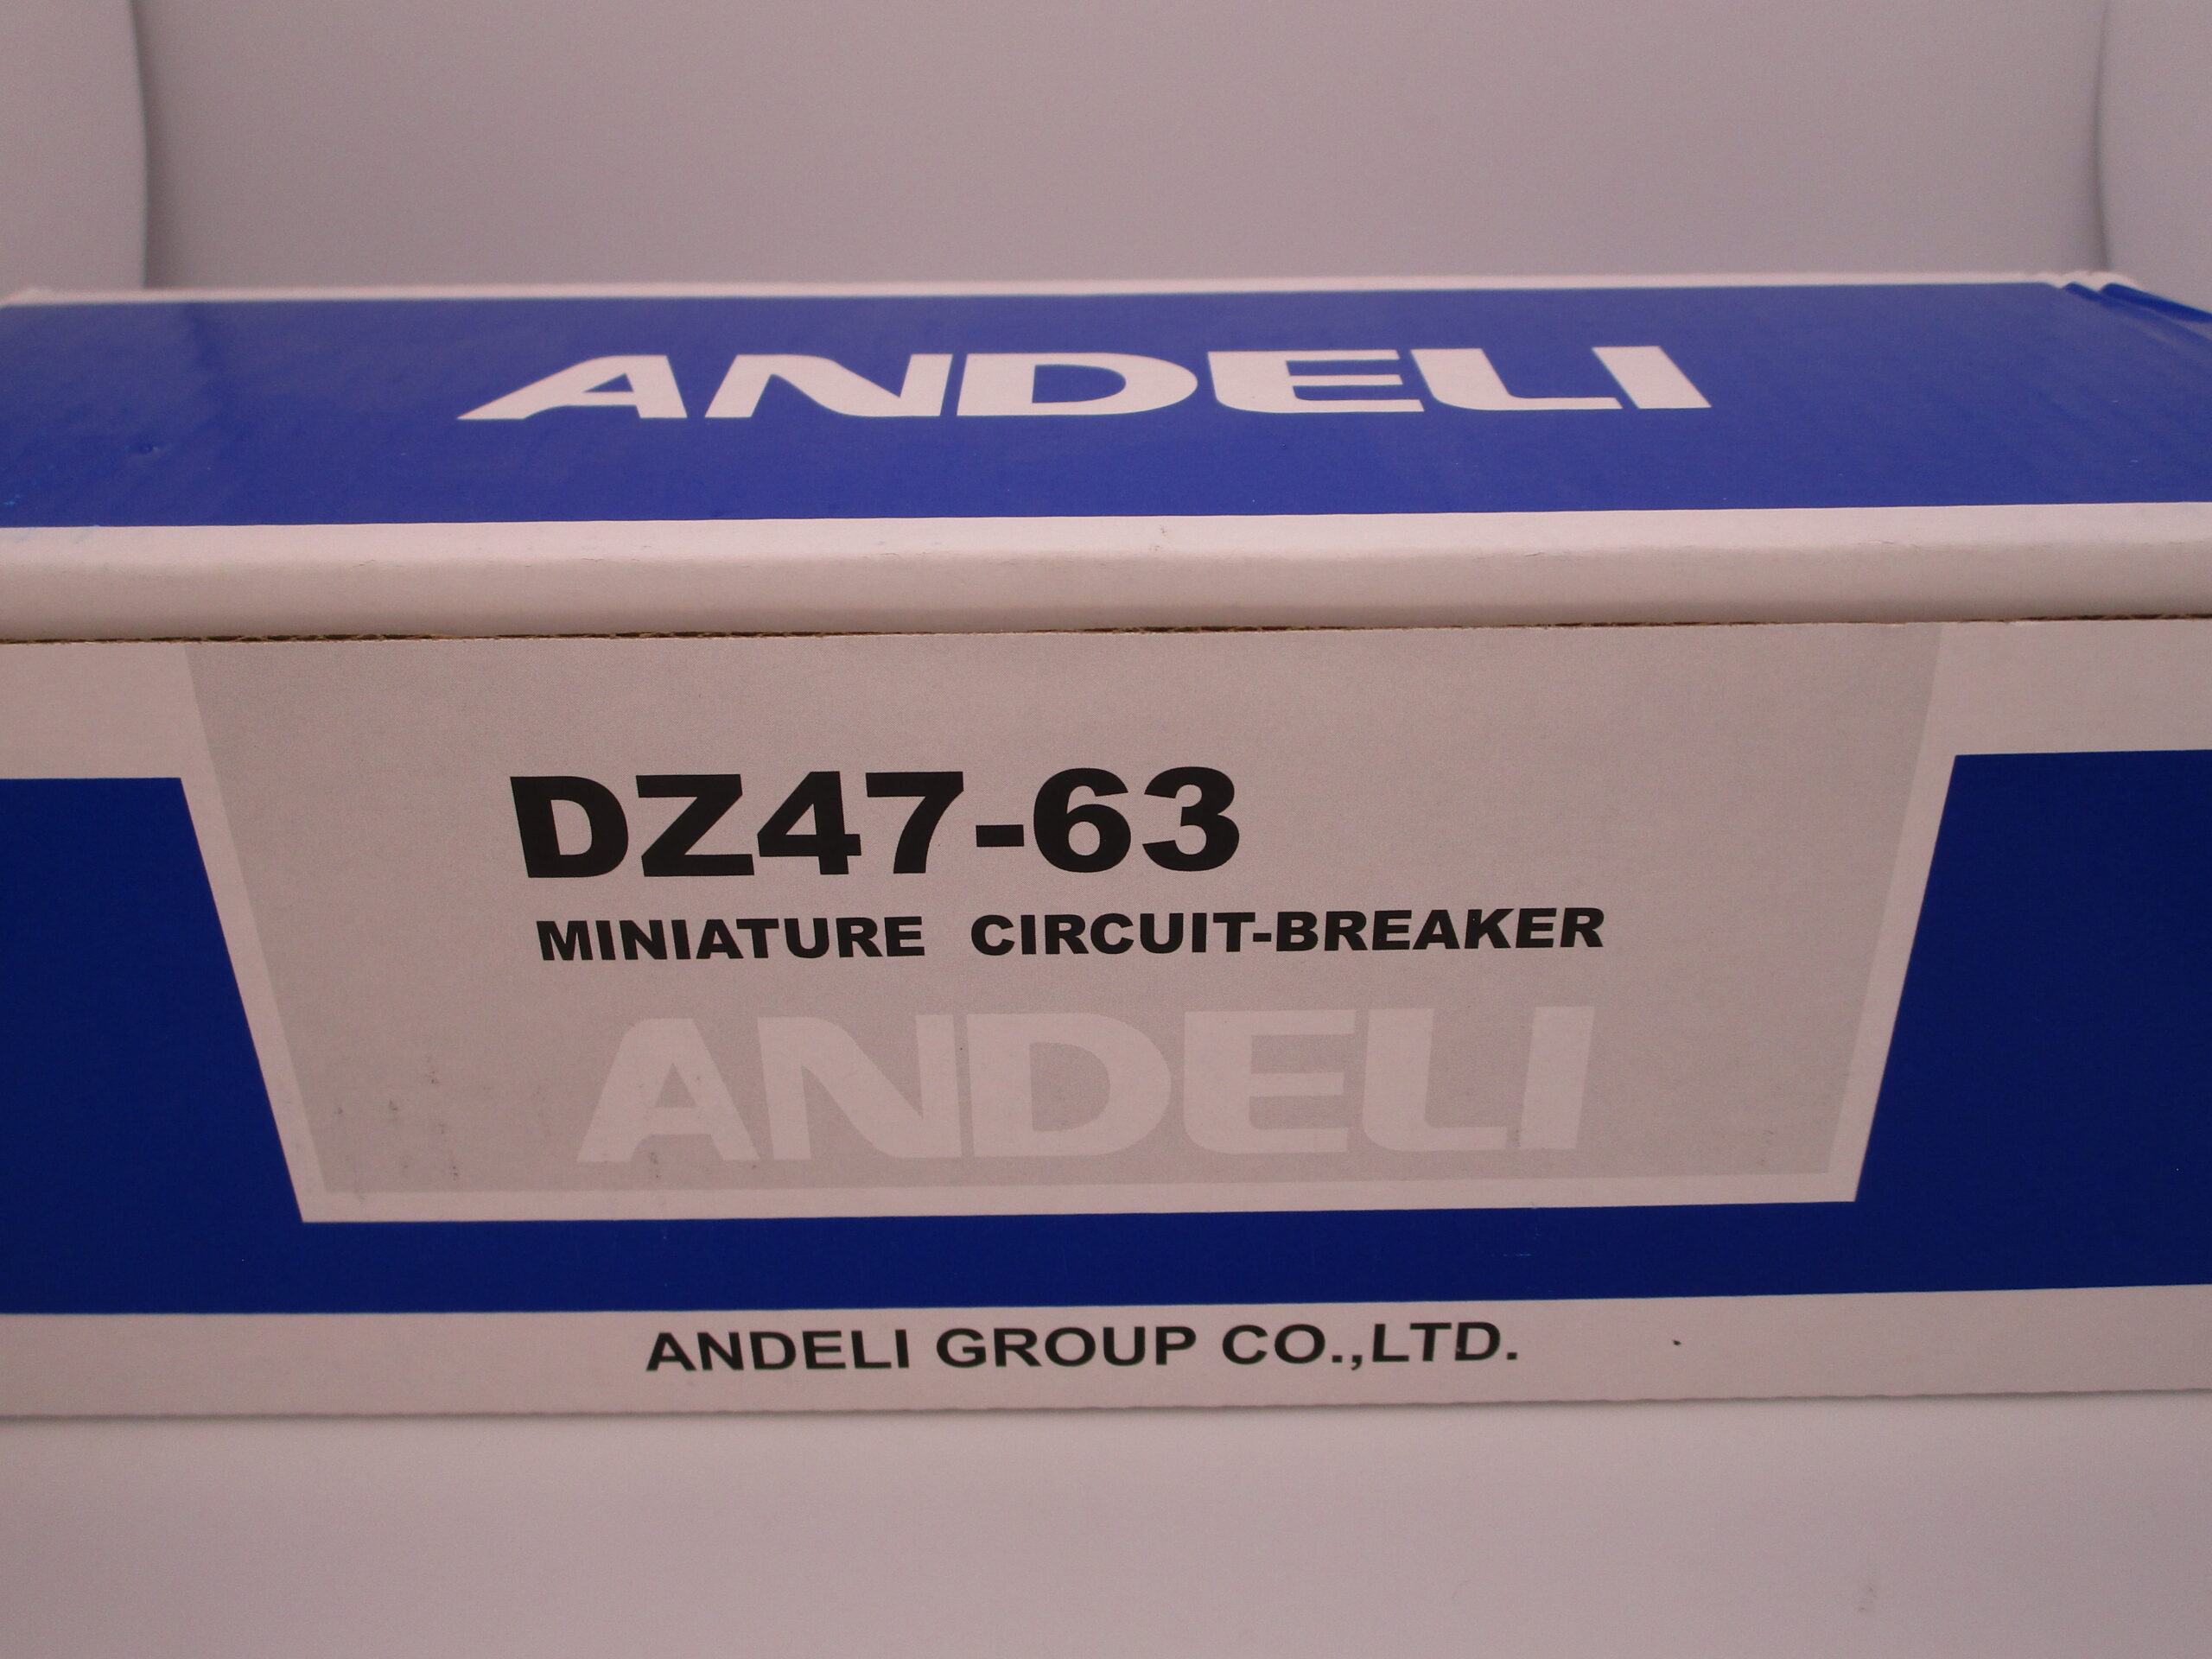 ANDELI
DZ47-63
MINIATURE CIRCUIT-BREAKER
ANDELI
ANDELI GROUP CO.,LTD.